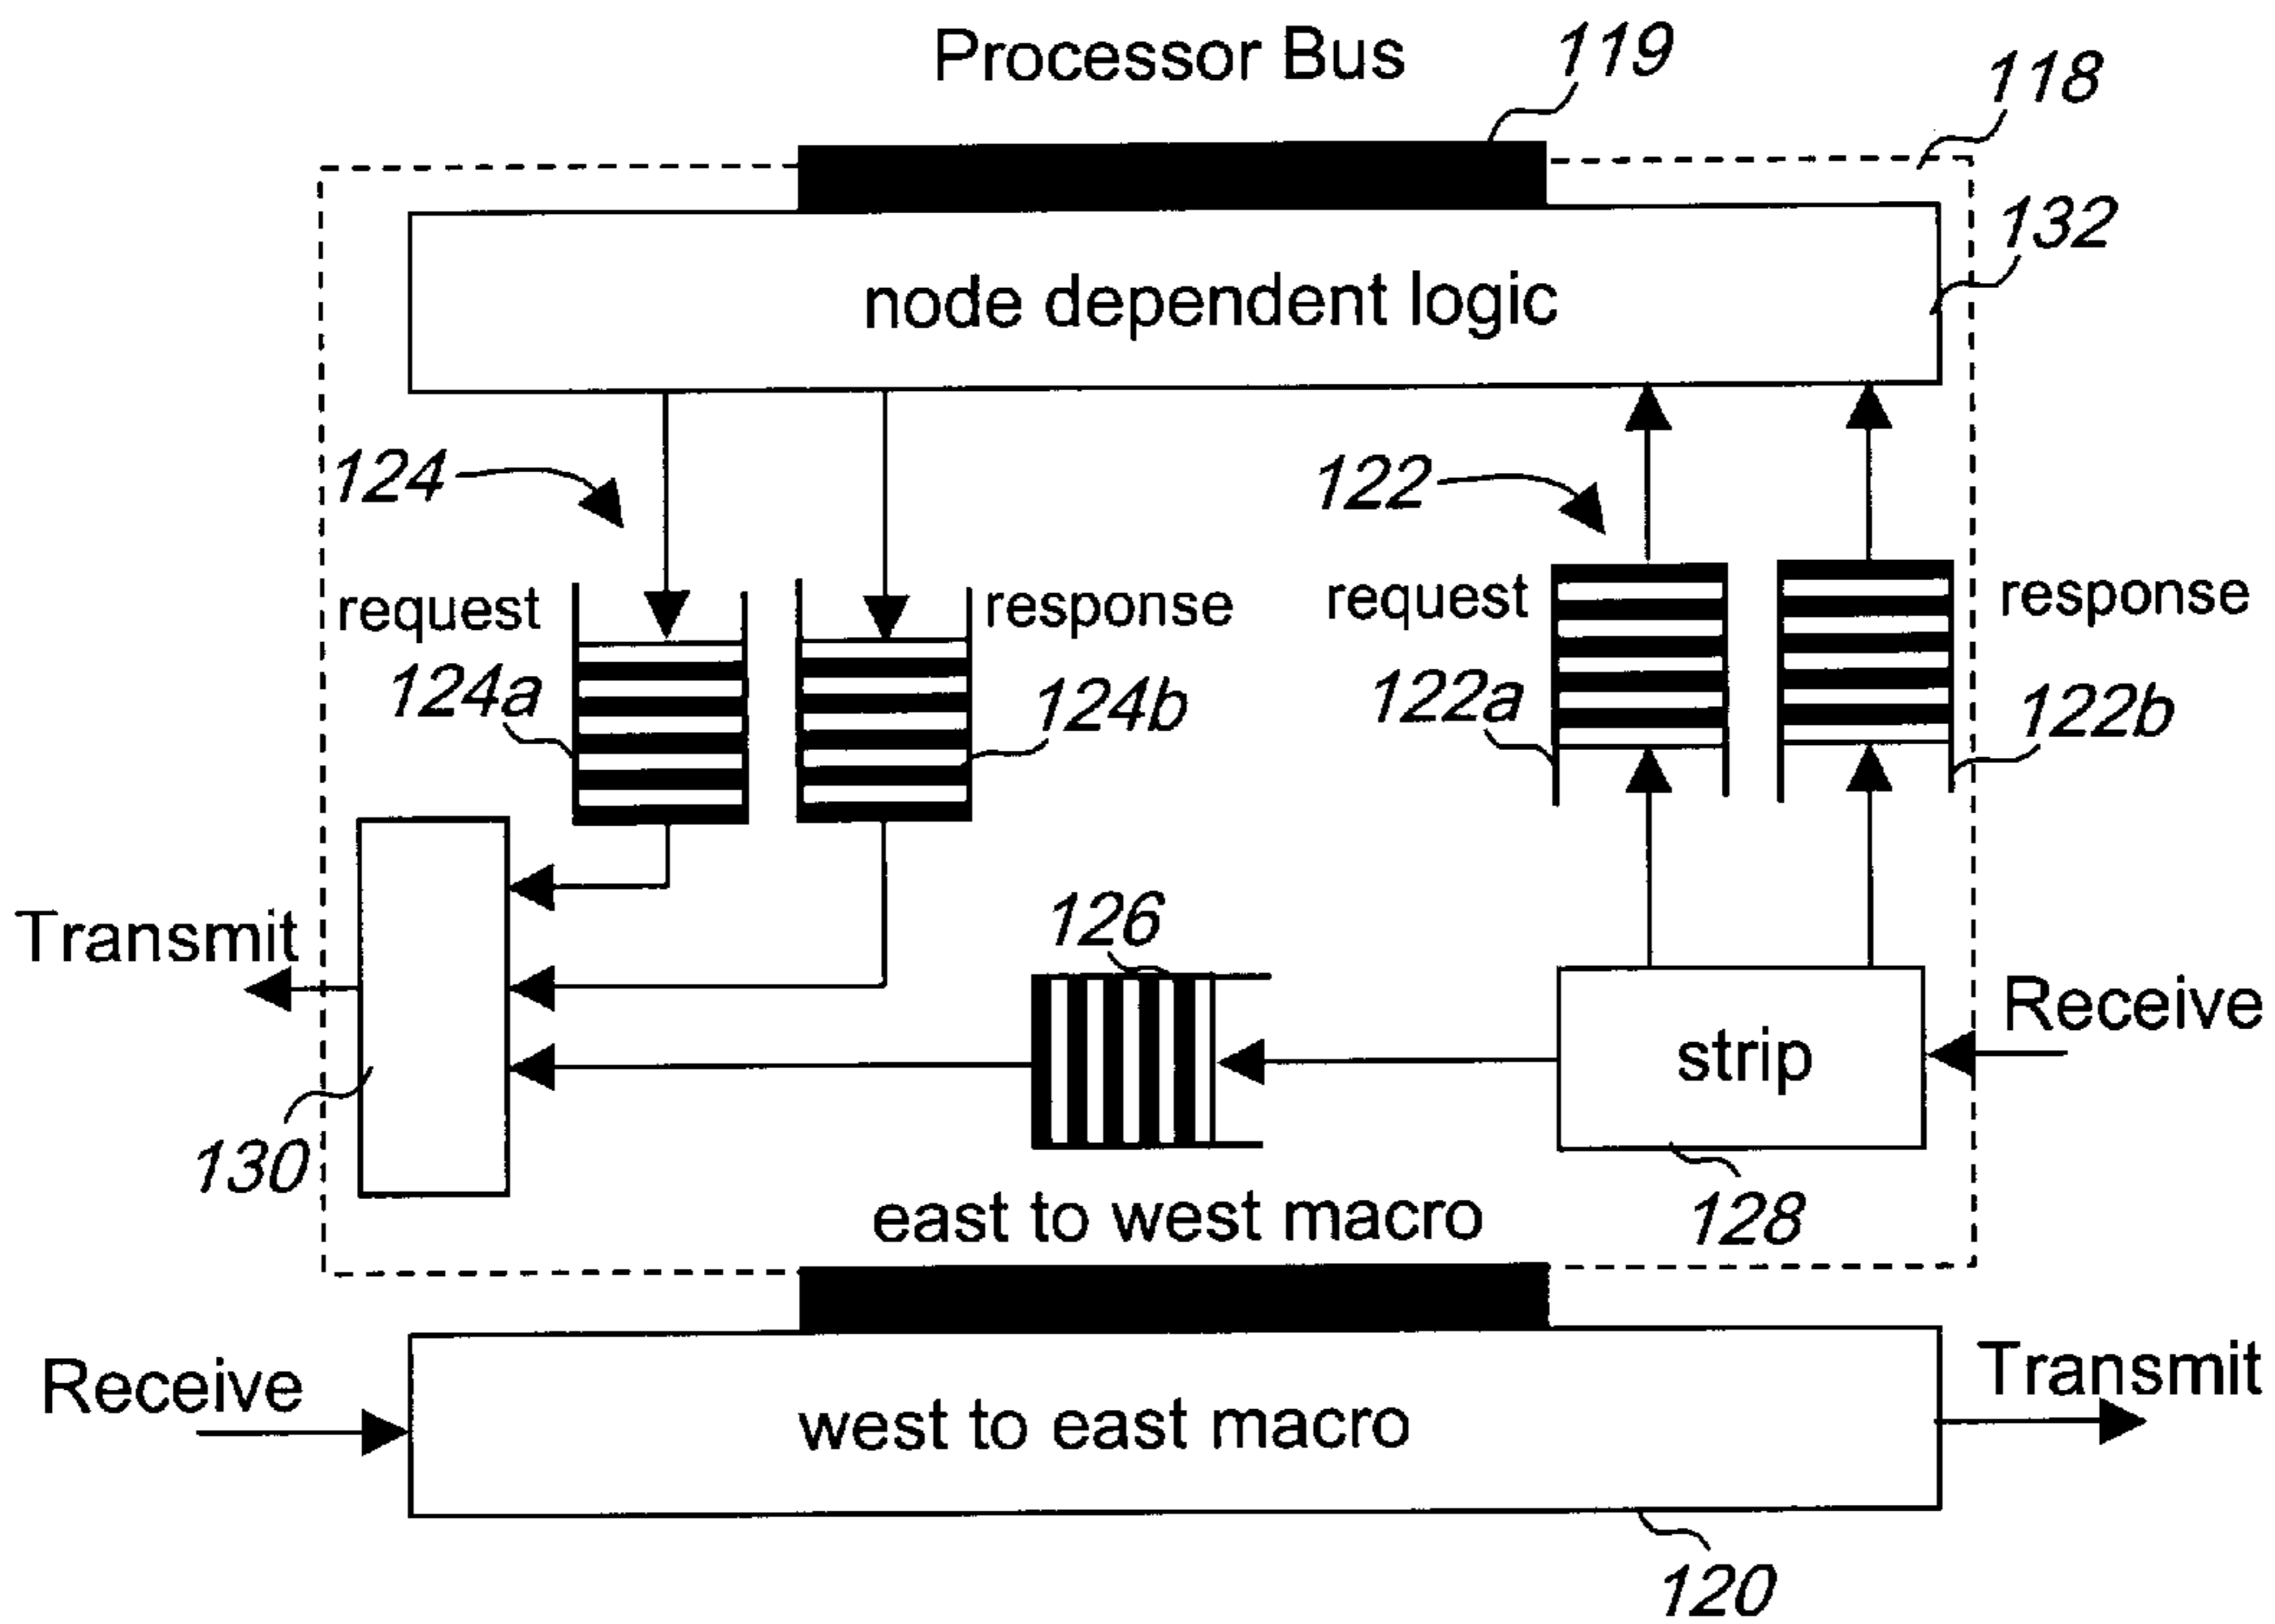 Processor Bus
119
118
132
node dependent logic
124
122
request
response
request
response
124a
124b
122a
122b
126
Transmit
Receive
strip
130
east to west macro
128
Receive
Transmit
west to east macro
120